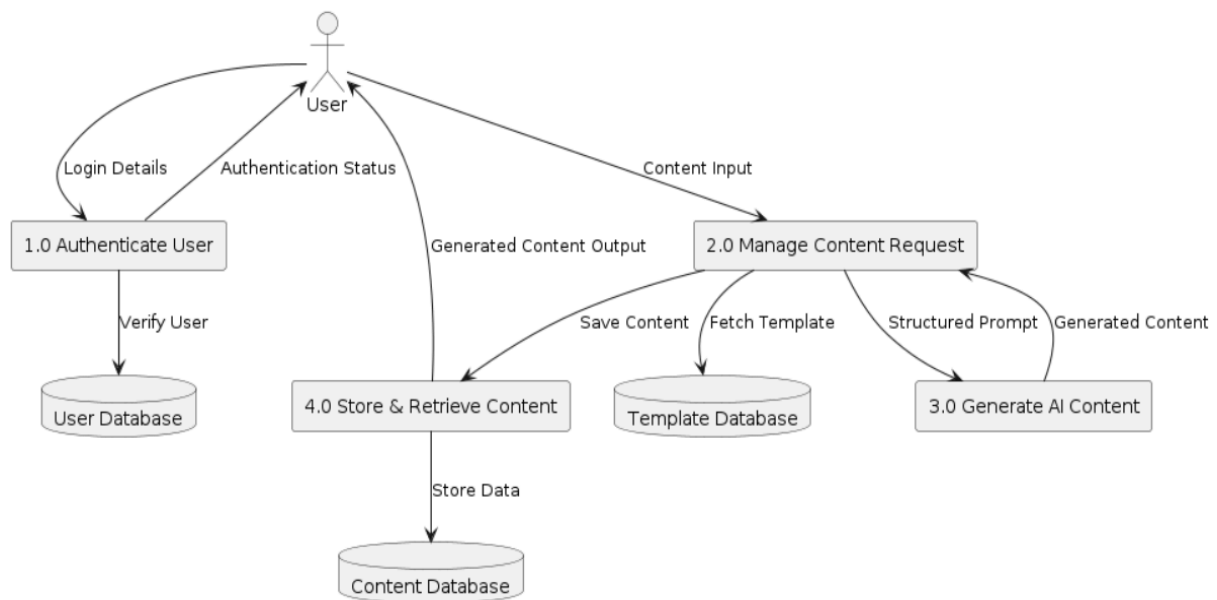 User
Login Details
Authentication Status
Content Input
1.0 Authenticate User
Generated Content Output
2.0 Manage Content Request
Verify User
Save Content
Fetch Template
Structured Prompt
Generated Content
User Database
4.0 Store & Retrieve Content
Template Database
3.0 Generate AI Content
Store Data
Content Database